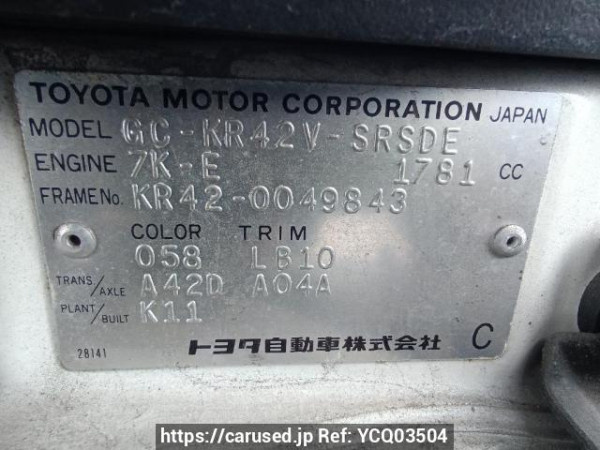 TOYOTA MOTOR CORPORATION JAPAN
MODEL GC-KR42V-SRSDE
ENGINE 7K-E 1781 CC
FRAME No. KR42-0049843
COLOR TRIM
058 LB10
TRANS./AXLE A42D A04A
PLANT/BUILT K11
28141 トヨタ自動車株式会社 C
https://carused.jp Ref: YCQ03504